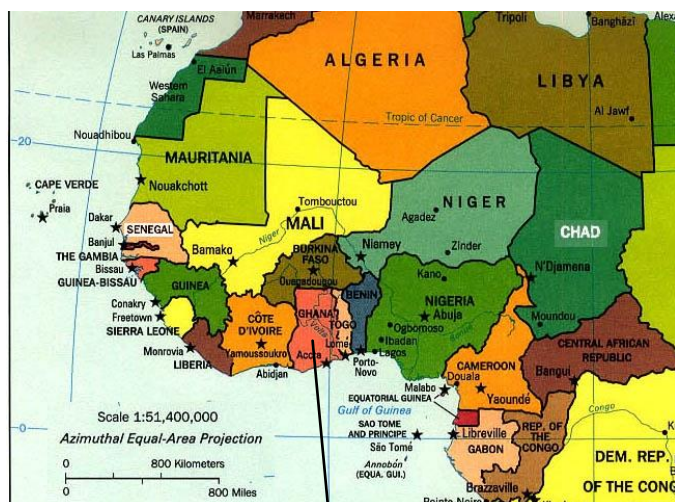 CANARY ISLANDS
(SPAIN)
Las Palmas
Marrakech
Tripoli
Banghāzī
El Aaiún
Western
Sahara
ALGERIA
LIBYA
Al Jawf
Tropic of Cancer
20
Nouadhibou
MAURITANIA
Nouakchott
CAPE VERDE
Praia
Tombouctou
MALI
NIGER
Agadez
CHAD
Dakar
SENEGAL
Banjul
THE GAMBIA
Bissau
GUINEA-BISSAU
Bamako
Niger
BURKINA
FASO
Ouagadougou
Niamey
Zinder
Kano
N'Djamena
GUINEA
Conakry
Freetown
SIERRA LEONE
CÔTE
D'IVOIRE
Yamoussoukro
GHANA
Volta
TOGO
BENIN
NIGERIA
Abuja
Benue
Ogbomoso
Ibadan
Lagos
Moundou
CENTRAL AFRICAN
REPUBLIC
Monrovia
LIBERIA
Abidjan
Accra
Lomé
Porto-
Novo
CAMEROON
Douala
Malabo
Yaoundé
Bangui
EQUATORIAL GUINEA
Gulf of Guinea
SAO TOME
AND PRINCIPE
São Tomé
Libreville
GABON
REP. OF
THE
CONGO
Congo
Annobón
(EQUA. GUI.)
Brazzaville
DEM. REP.
OF THE CONGO
Scale 1:51,400,000
Azimuthal Equal-Area Projection
0
0 800 Kilometers
0 800 Miles